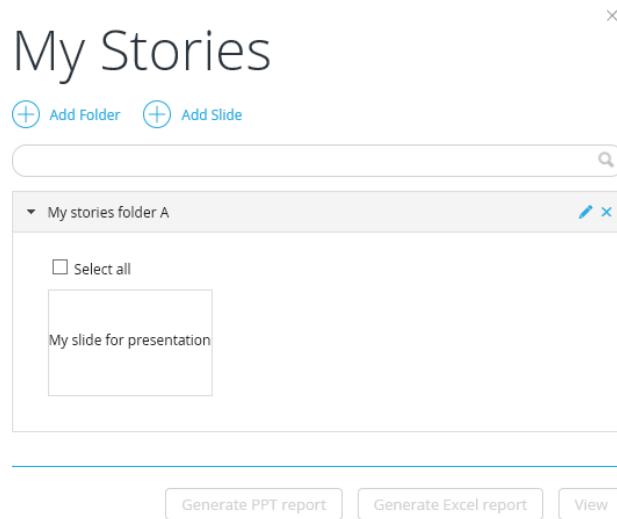 My Stories
Add Folder Add Slide
My stories folder A
Select all
My slide for presentation
Generate PPT report Generate Excel report View